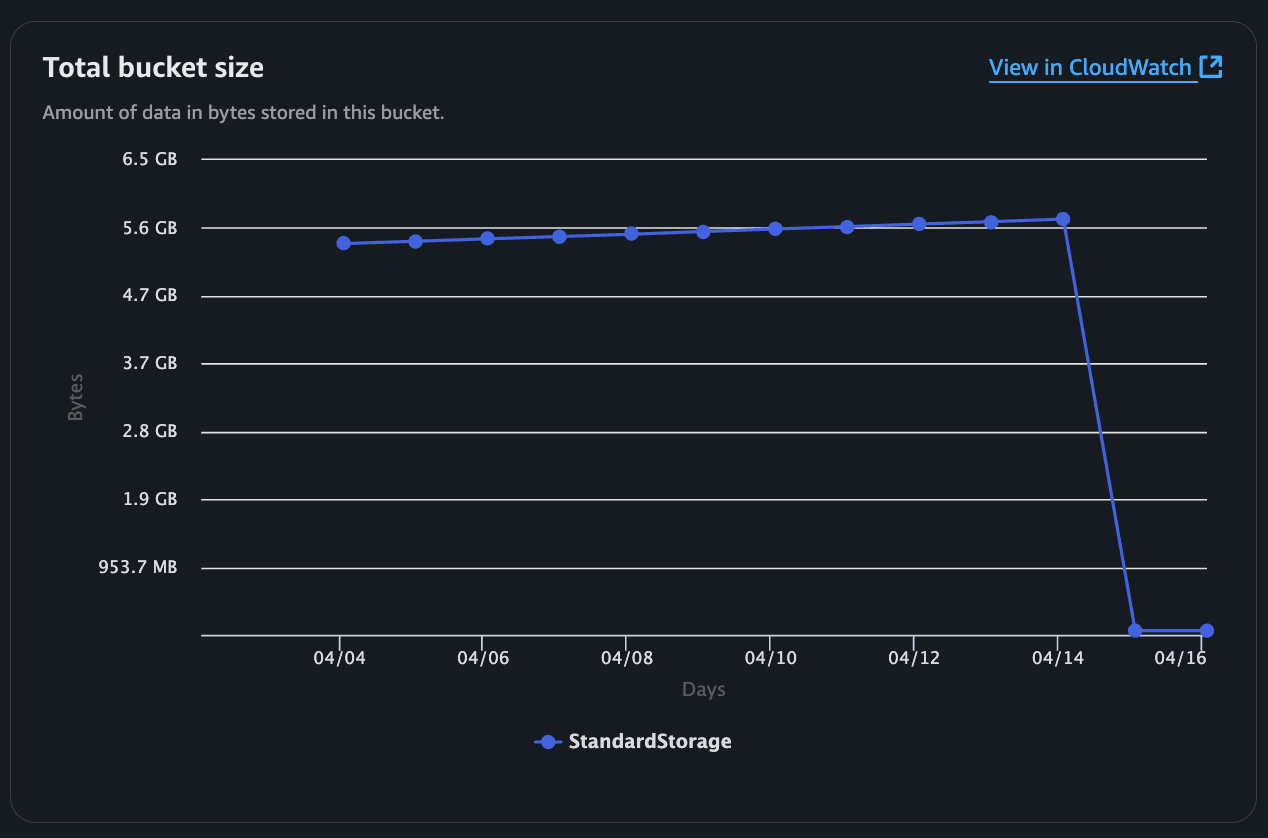 Total bucket size
View in CloudWatch
Amount of data in bytes stored in this bucket.
6.5 GB
5.6 GB
4.7 GB
3.7 GB
2.8 GB
1.9 GB
953.7 MB
Bytes
04/04 04/06 04/08 04/10 04/12 04/14 04/16
Days
StandardStorage